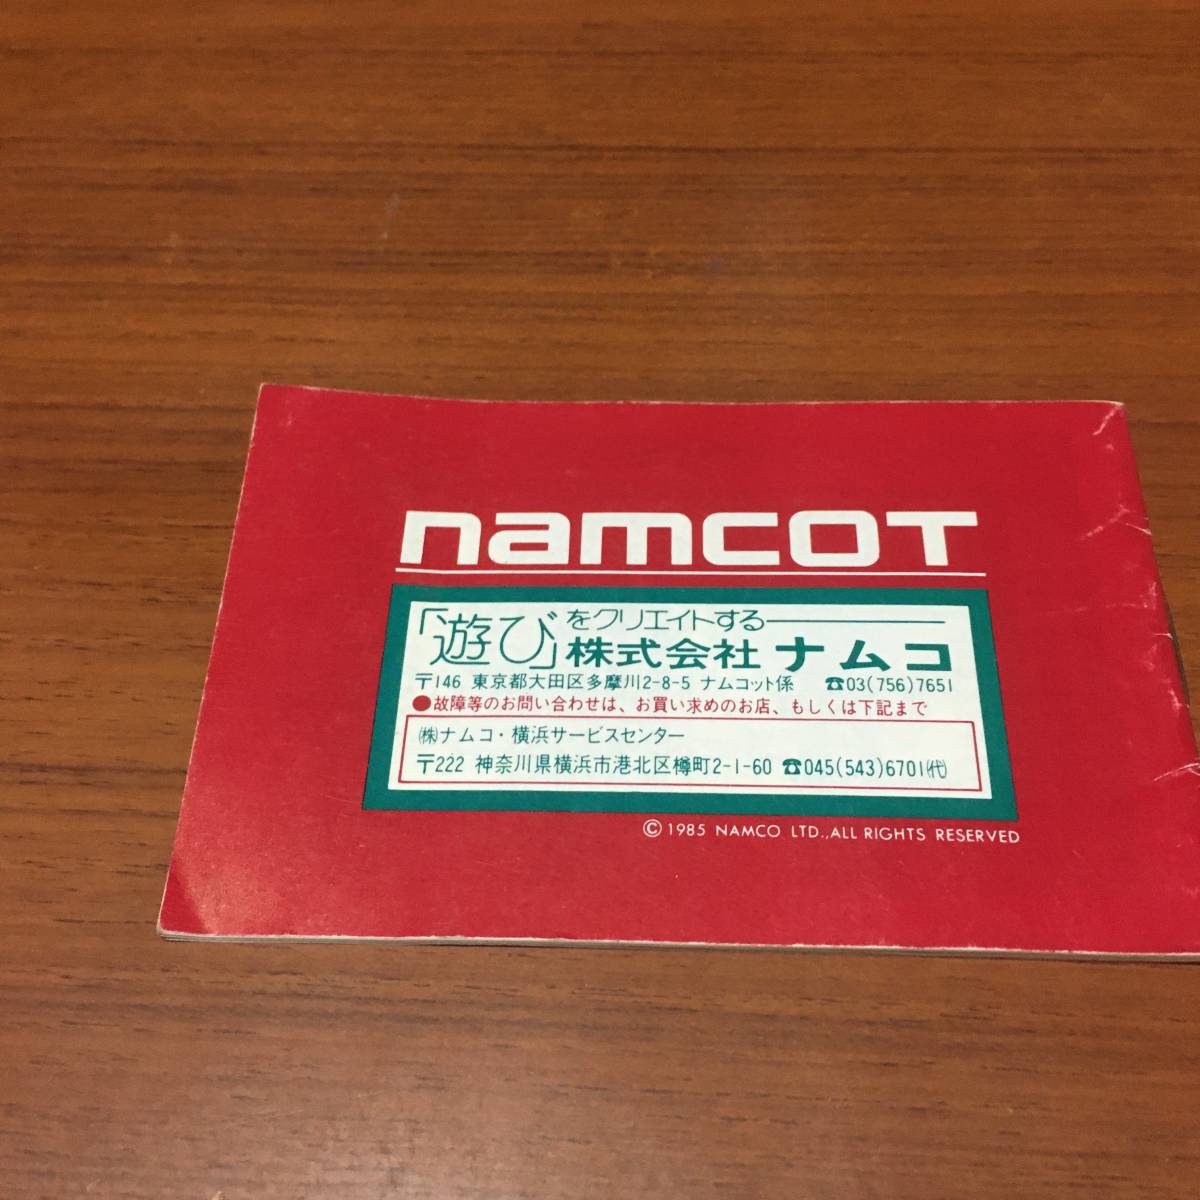 namcot
「遊び」をクリエイトする
株式会社ナムコ
〒146 東京都大田区多摩川2-8-5 ナムコット係 ☎03(756)7651
●故障等のお問い合わせは、お買い求めのお店、もしくは下記まで
㈱ナムコ・横浜サービスセンター
〒222 神奈川県横浜市港北区樽町2-1-60 ☎045(543)6701㈹
© 1985 NAMCO LTD.,ALL RIGHTS RESERVED